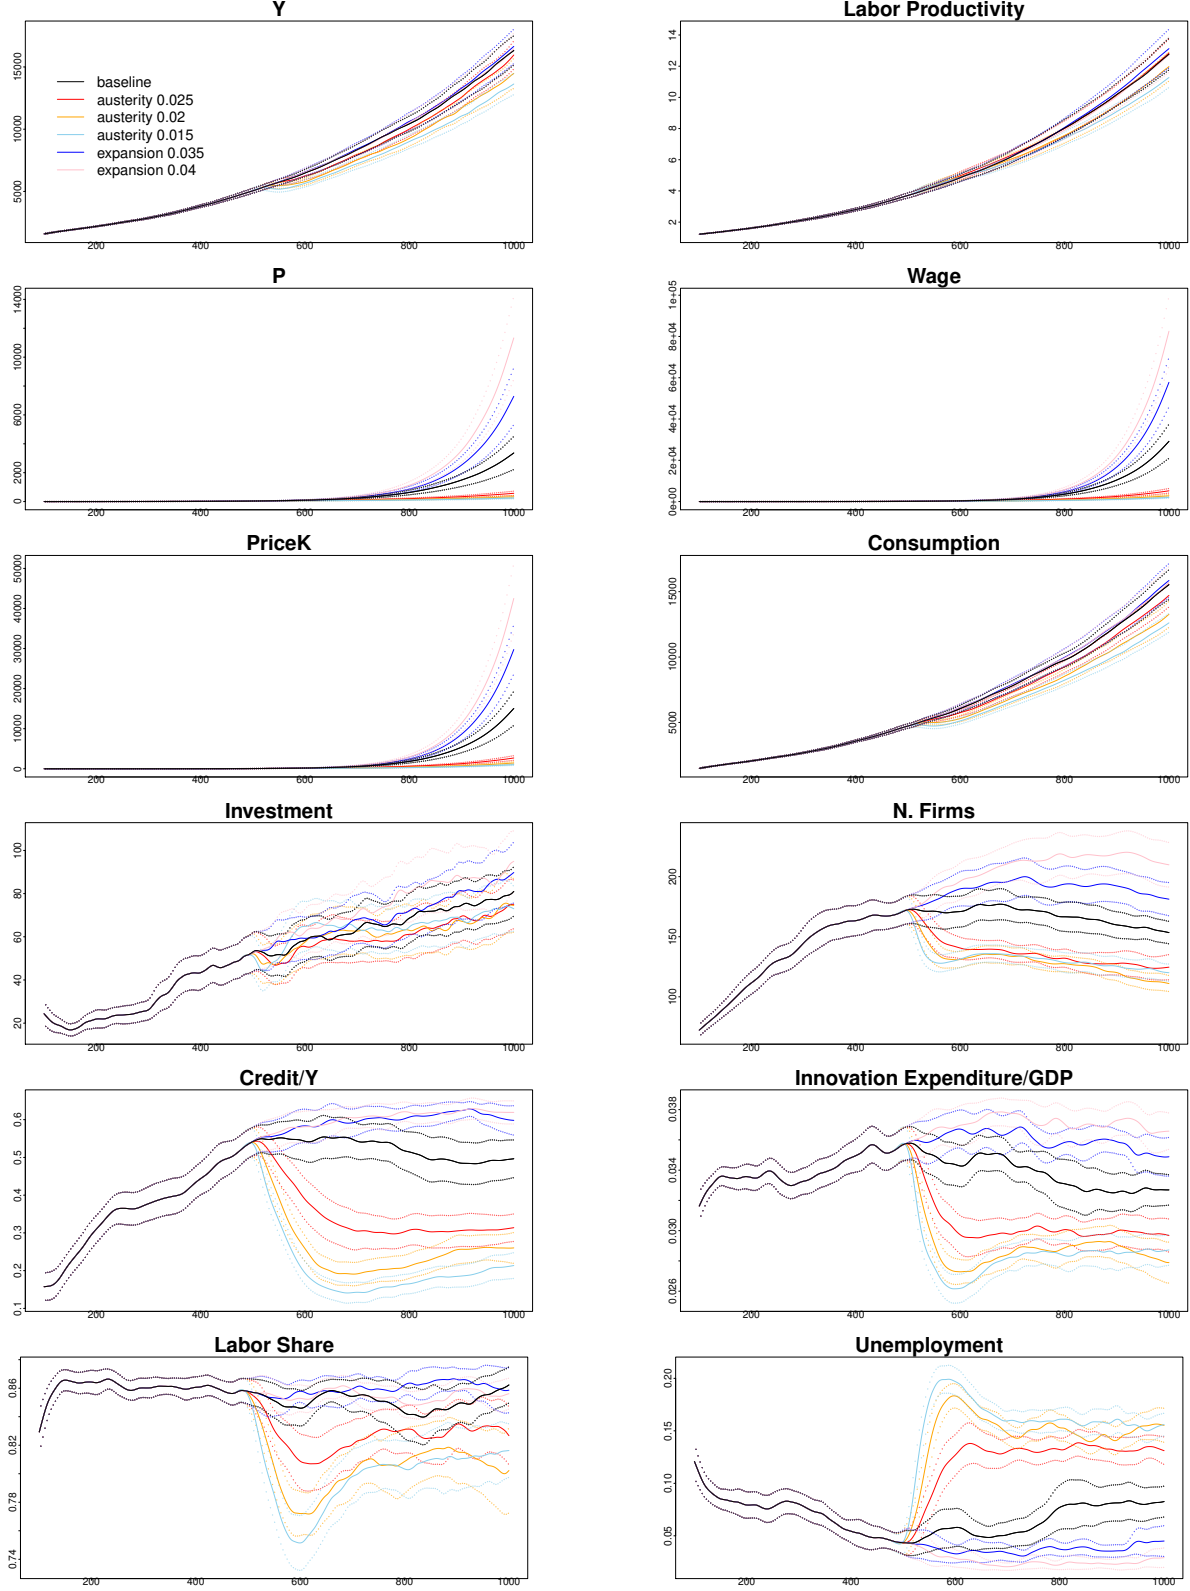 Y
Labor Productivity
baseline
austerity 0.025
austerity 0.02
austerity 0.015
expansion 0.035
expansion 0.04
5000 10000 15000
200 400 600 800 1000
2 4 6 8 10 12 14
200 400 600 800 1000
P
Wage
0 2000 6000 10000 14000
200 400 600 800 1000
0e+00 2e+04 4e+04 6e+04 8e+04 1e+05
200 400 600 800 1000
PriceK
Consumption
0 10000 20000 30000 40000 50000
200 400 600 800 1000
5000 10000 15000
200 400 600 800 1000
Investment
N. Firms
20 40 60 80 100
200 400 600 800 1000
100 150 200
200 400 600 800 1000
Credit/Y
Innovation Expenditure/GDP
0.1 0.2 0.3 0.4 0.5 0.6
200 400 600 800 1000
0.026 0.030 0.034 0.038
200 400 600 800 1000
Labor Share
Unemployment
0.74 0.78 0.82 0.86
200 400 600 800 1000
0.05 0.10 0.15 0.20
200 400 600 800 1000